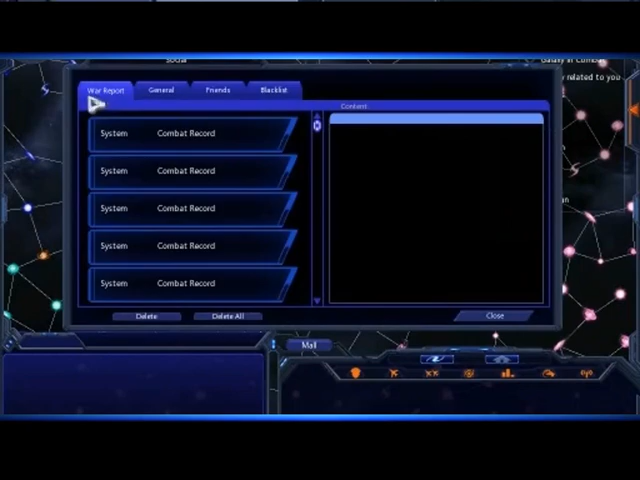 Social
Galaxy in Combat
y related to you
War Report General Friends Blacklist
Content:
System Combat Record
System Combat Record
System Combat Record
System Combat Record
System Combat Record
Delete Delete All Close
Mail